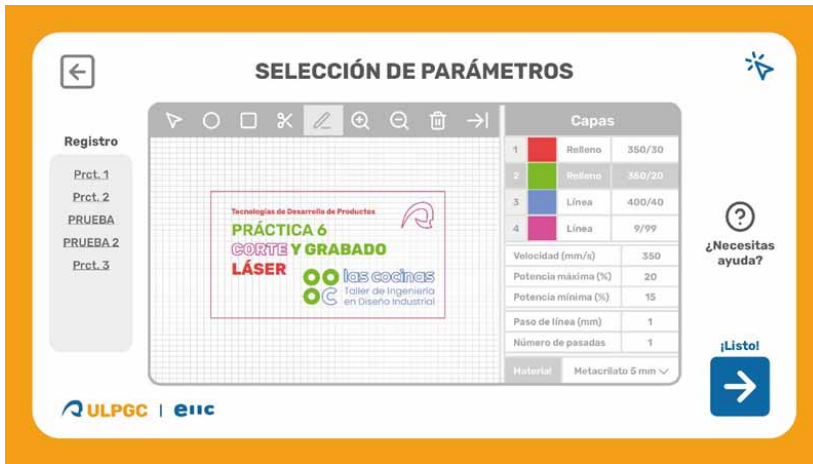 SELECCIÓN DE PARÁMETROS
Registro
Prct. 1
Prct. 2
PRUEBA
PRUEBA 2
Prct. 3
Tecnologías de Desarrollo de Productos
PRÁCTICA 6
CORTE Y GRABADO
LÁSER
las cocinas
Taller de Ingeniería
en Diseño Industrial
Capas
1 Relleno 350/30
2 Relleno 350/20
3 Línea 400/40
4 Línea 9/99
Velocidad (mm/s) 350
Potencia máxima (%) 20
Potencia mínima (%) 15
Paso de línea (mm) 1
Número de pasadas 1
Material Metacrilato 5 mm
¿Necesitas
ayuda?
¡Listo!
ULPGC | eiic